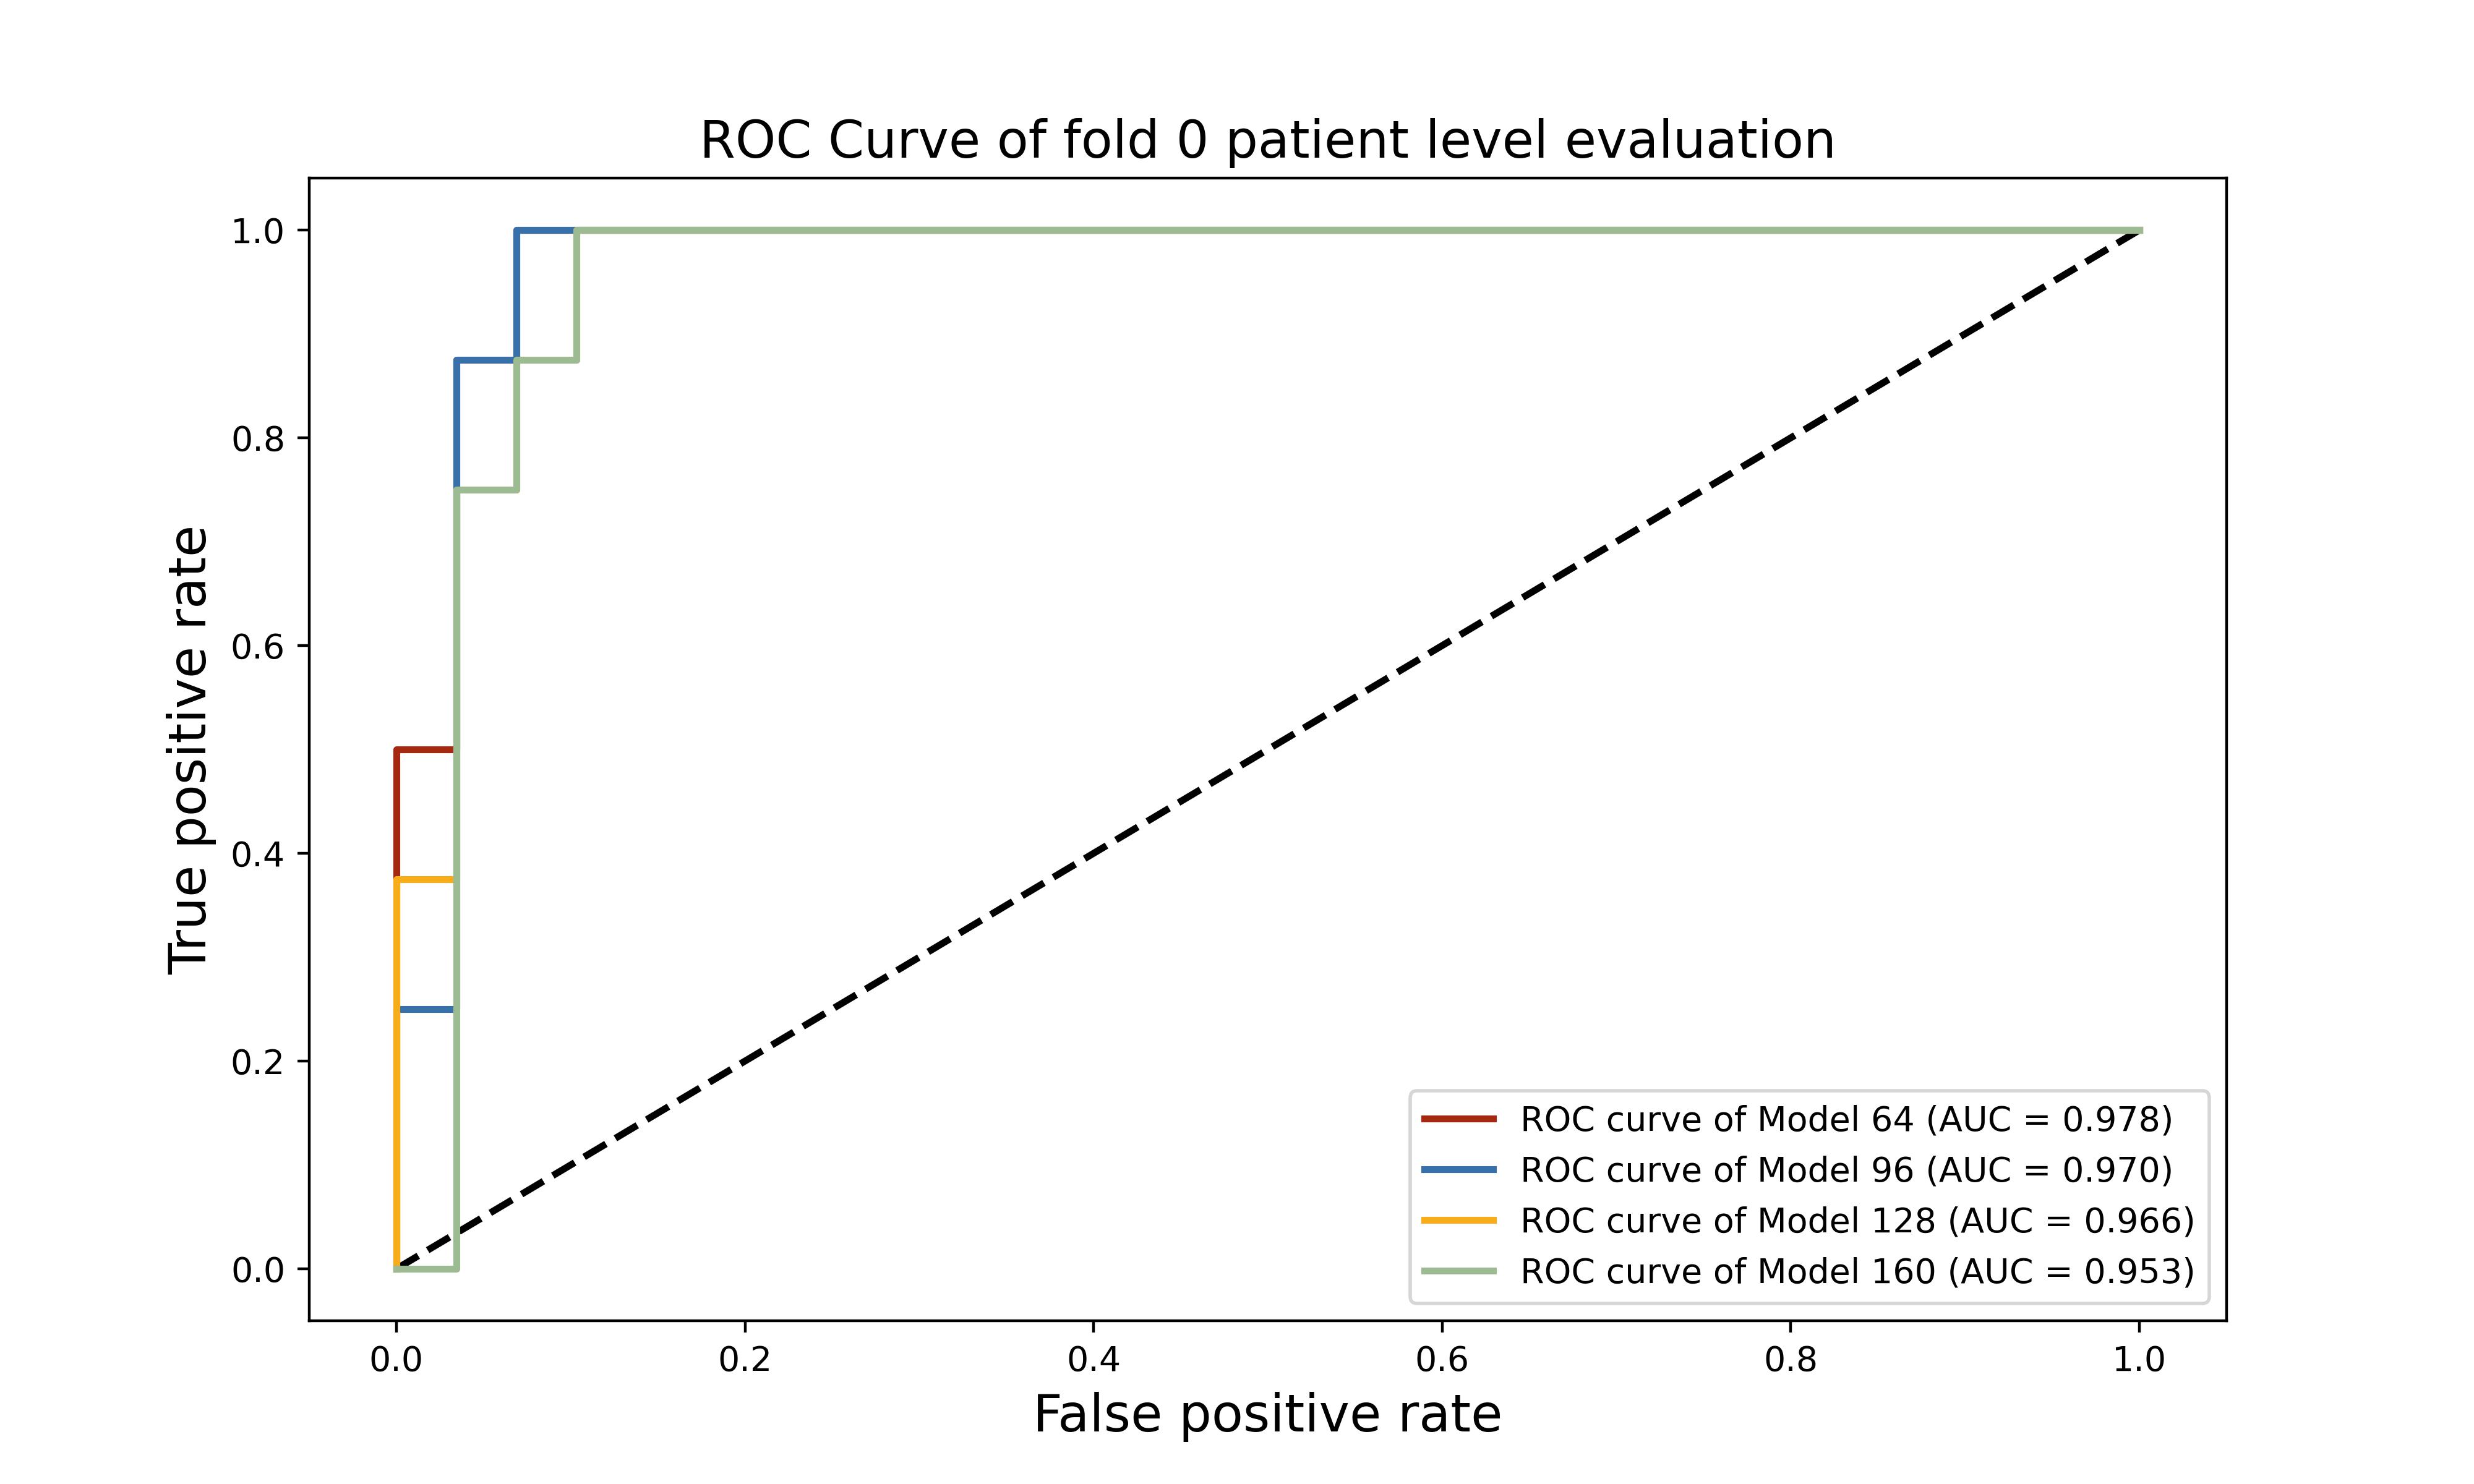 ROC Curve of fold 0 patient level evaluation
True positive rate
1.0
0.8
0.6
0.4
0.2
0.0
ROC curve of Model 64 (AUC = 0.978)
ROC curve of Model 96 (AUC = 0.970)
ROC curve of Model 128 (AUC = 0.966)
ROC curve of Model 160 (AUC = 0.953)
0.0 0.2 0.4 0.6 0.8 1.0
False positive rate